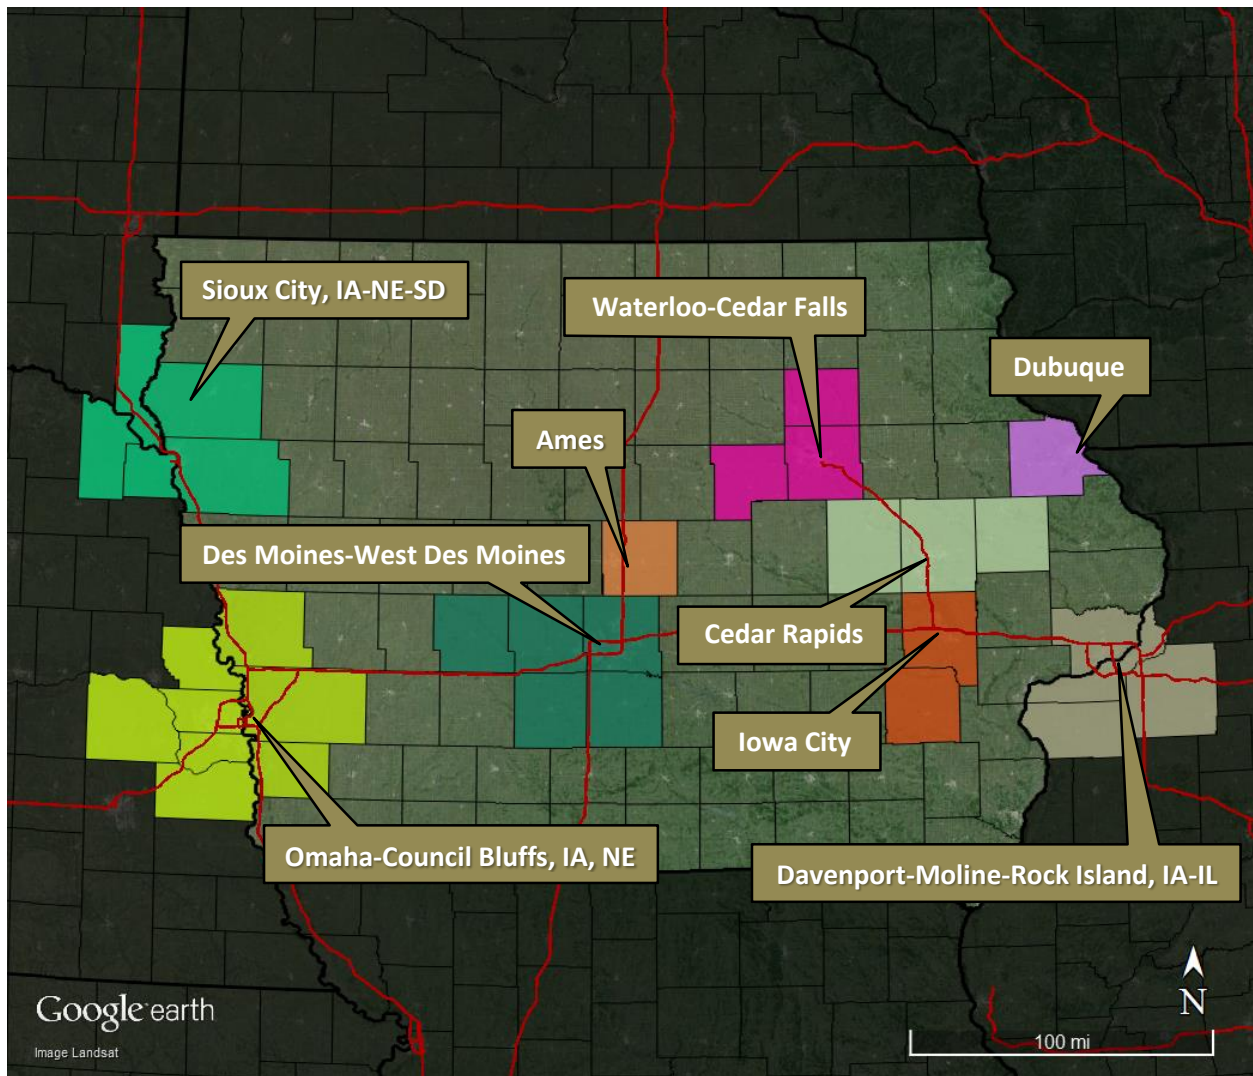 Sioux City, IA-NE-SD
Waterloo-Cedar Falls
Dubuque
Ames
Des Moines-West Des Moines
Cedar Rapids
Iowa City
Omaha-Council Bluffs, IA, NE
Davenport-Moline-Rock Island, IA-IL
N
Google earth
Image Landsat
100 mi